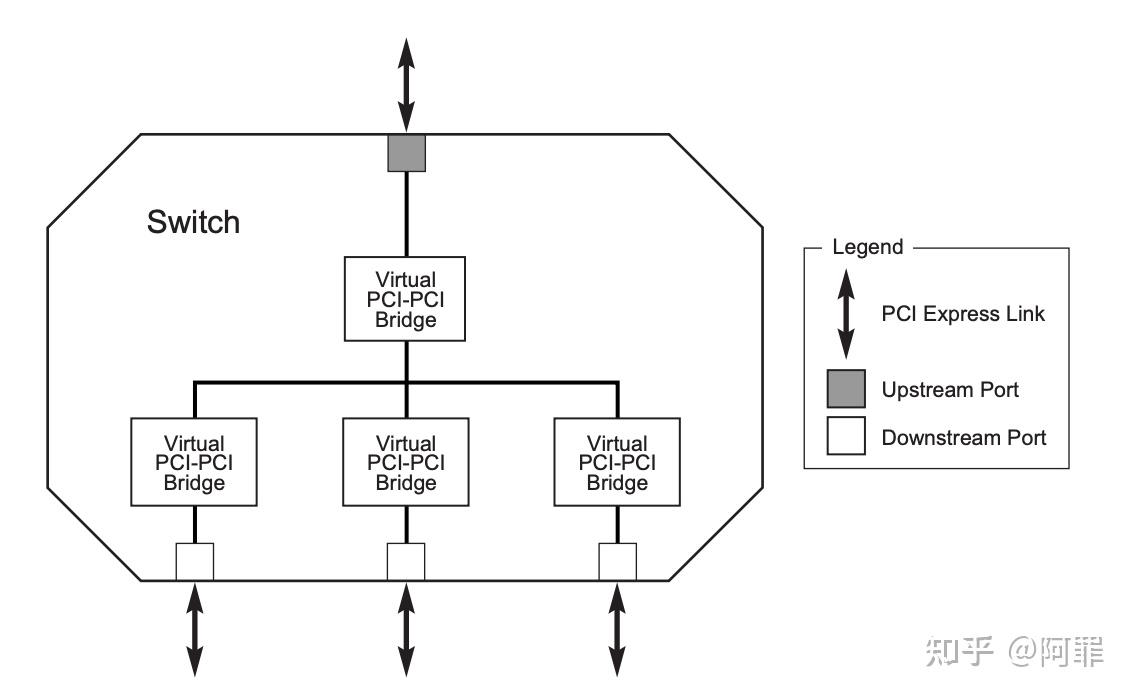 Switch
Virtual
PCI-PCI
Bridge
Virtual
PCI-PCI
Bridge
Virtual
PCI-PCI
Bridge
Virtual
PCI-PCI
Bridge
Legend
PCI Express Link
Upstream Port
Downstream Port
知乎 @阿罪